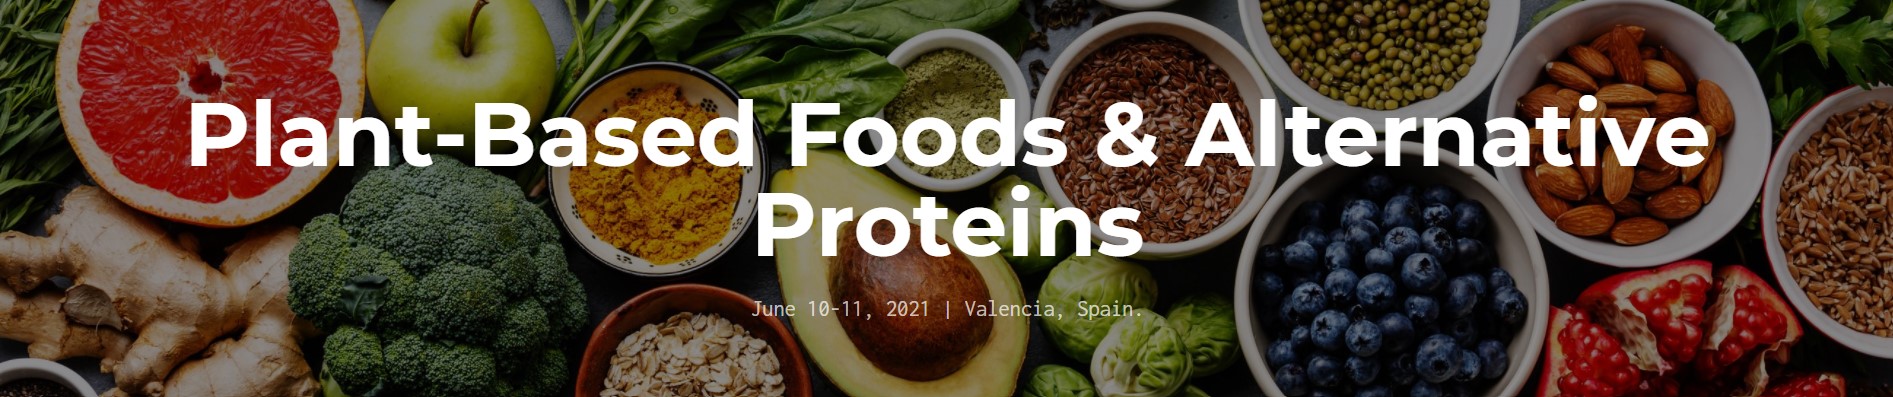 Plant-Based Foods & Alternative
Proteins
June 10-11, 2021 | Valencia, Spain.